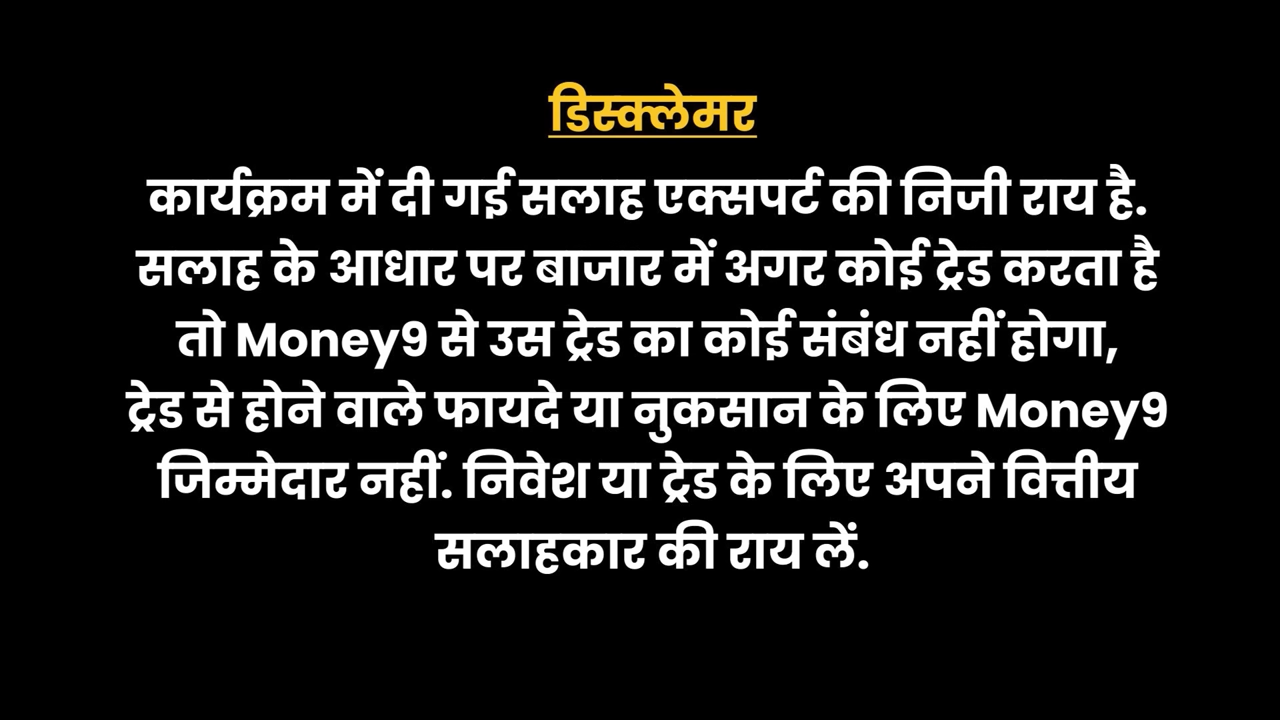 डिस्क्लेमर
कार्यक्रम में दी गई सलाह एक्सपर्ट की निजी राय है.
सलाह के आधार पर बाजार में अगर कोई ट्रेड करता है
तो Money9 से उस ट्रेड का कोई संबंध नहीं होगा,
ट्रेड से होने वाले फायदे या नुकसान के लिए Money9
जिम्मेदार नहीं. निवेश या ट्रेड के लिए अपने वित्तीय
सलाहकार की राय लें.